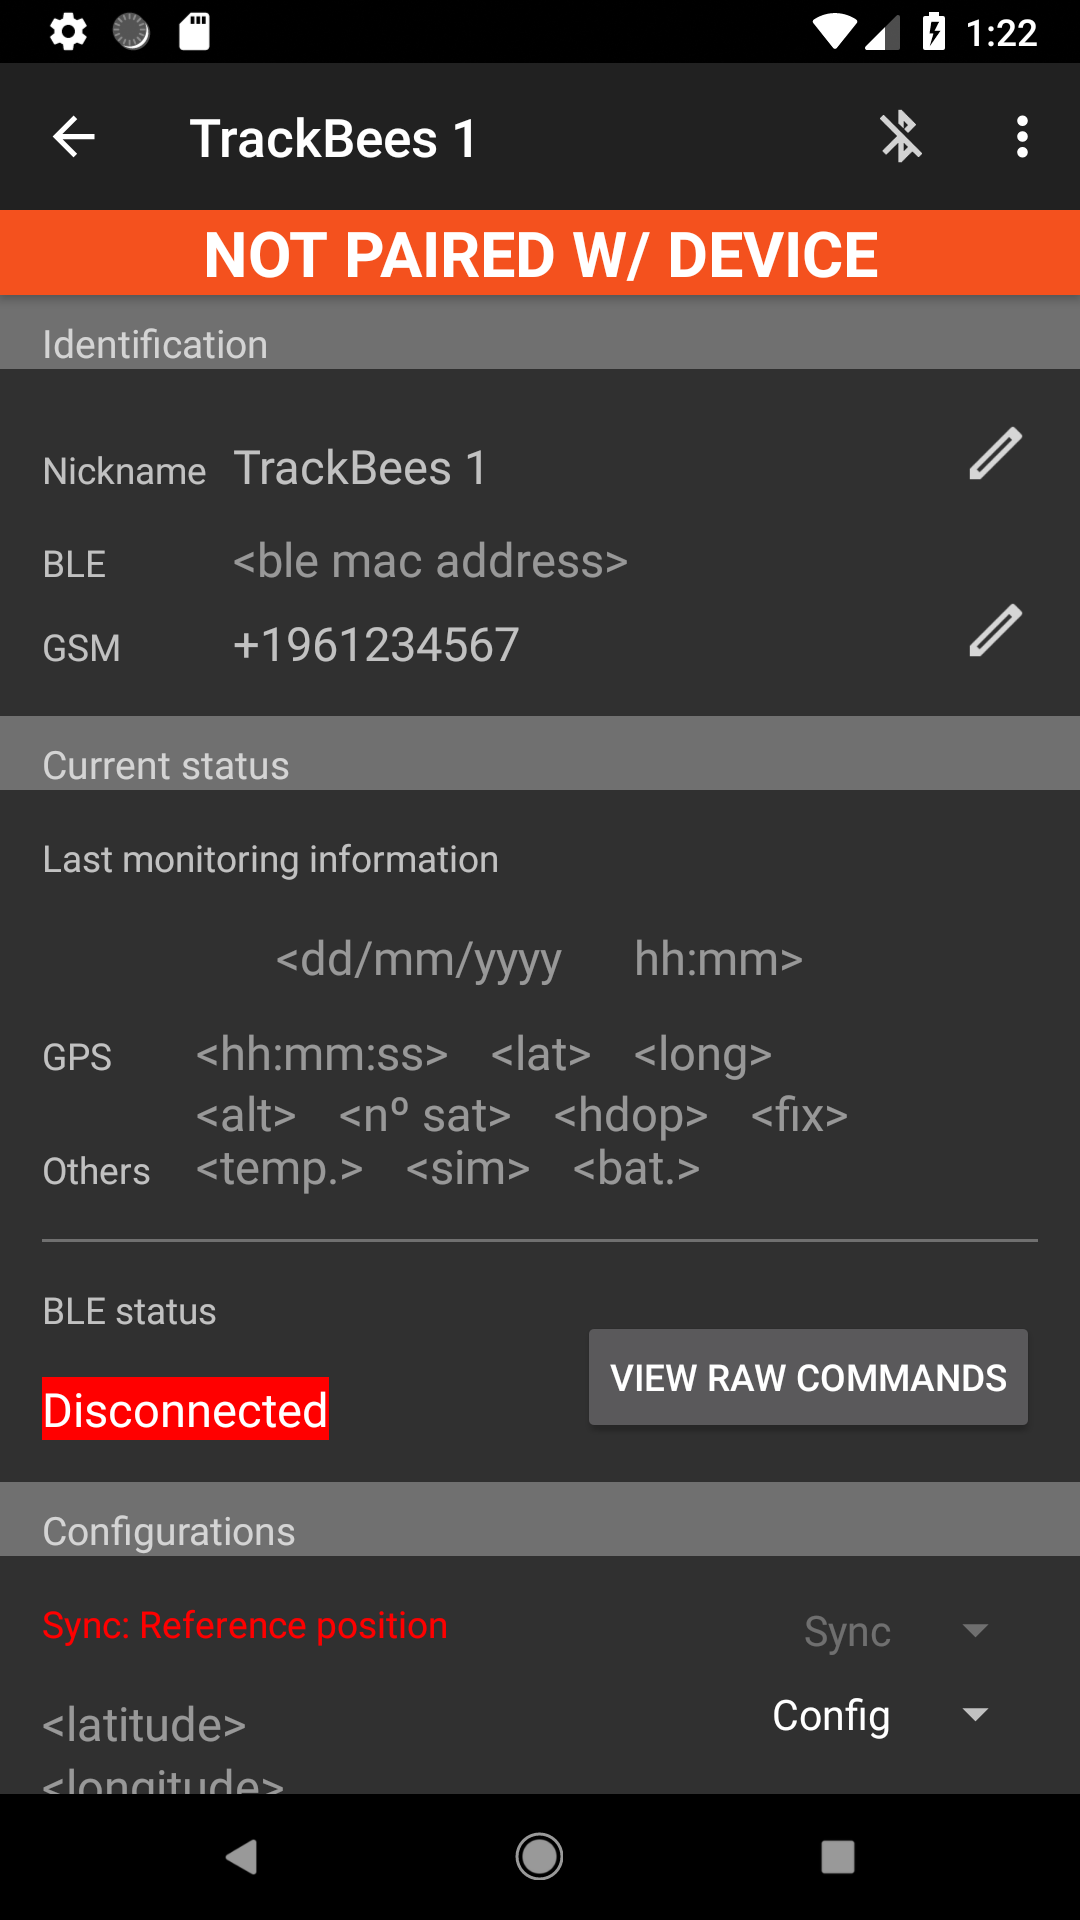 1:22
TrackBees 1
NOT PAIRED W/ DEVICE
Identification
Nickname TrackBees 1
BLE <ble mac address>
GSM +1961234567
Current status
Last monitoring information
<dd/mm/yyyy hh:mm>
GPS <hh:mm:ss> <lat> <long>
<alt> <nº sat> <hdop> <fix>
Others <temp.> <sim> <bat.>
BLE status
VIEW RAW COMMANDS
Disconnected
Configurations
Sync: Reference position Sync
<latitude> Config
<longitude>